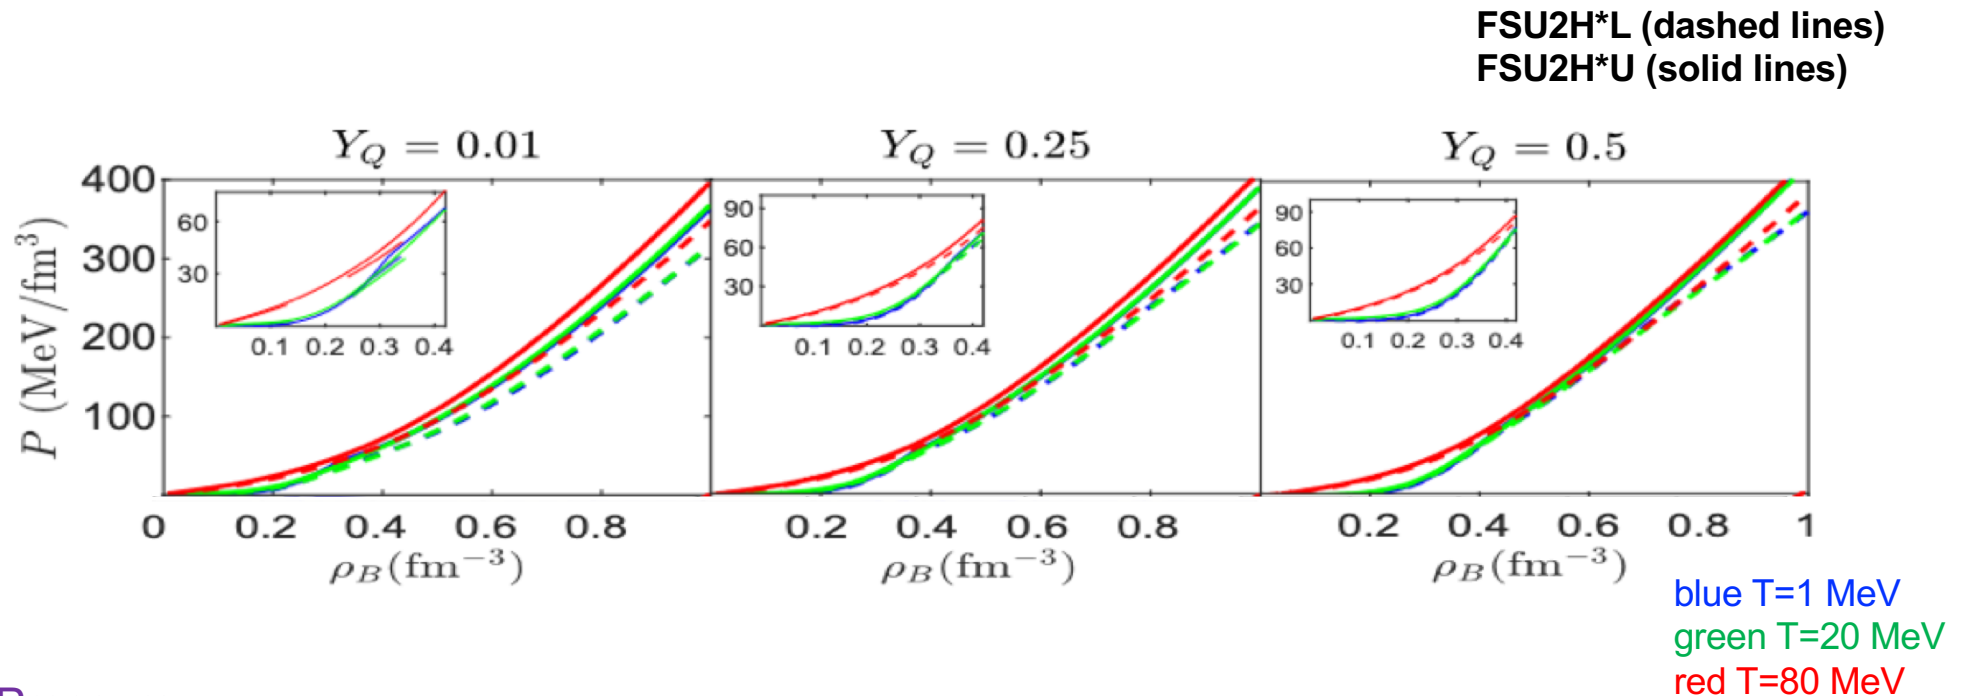 FSU2H*L (dashed lines)
FSU2H*U (solid lines)
Y_Q = 0.01
Y_Q = 0.25
Y_Q = 0.5
P (MeV/fm³)
400
300
200
100
60
30
0.1 0.2 0.3 0.4
90
60
30
0.1 0.2 0.3 0.4
90
60
30
0.1 0.2 0.3 0.4
0 0.2 0.4 0.6 0.8
0.2 0.4 0.6 0.8
0.2 0.4 0.6 0.8 1
ρ_B(fm⁻³)
ρ_B(fm⁻³)
ρ_B(fm⁻³)
blue T=1 MeV
green T=20 MeV
red T=80 MeV